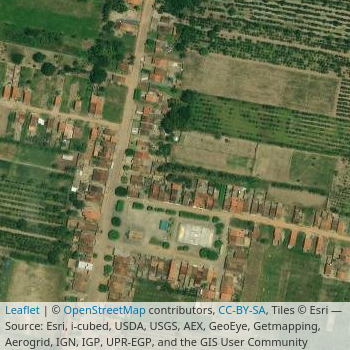 Leaflet | © OpenStreetMap contributors, CC-BY-SA, Tiles © Esri —
Source: Esri, i-cubed, USDA, USGS, AEX, GeoEye, Getmapping,
Aerogrid, IGN, IGP, UPR-EGP, and the GIS User Community